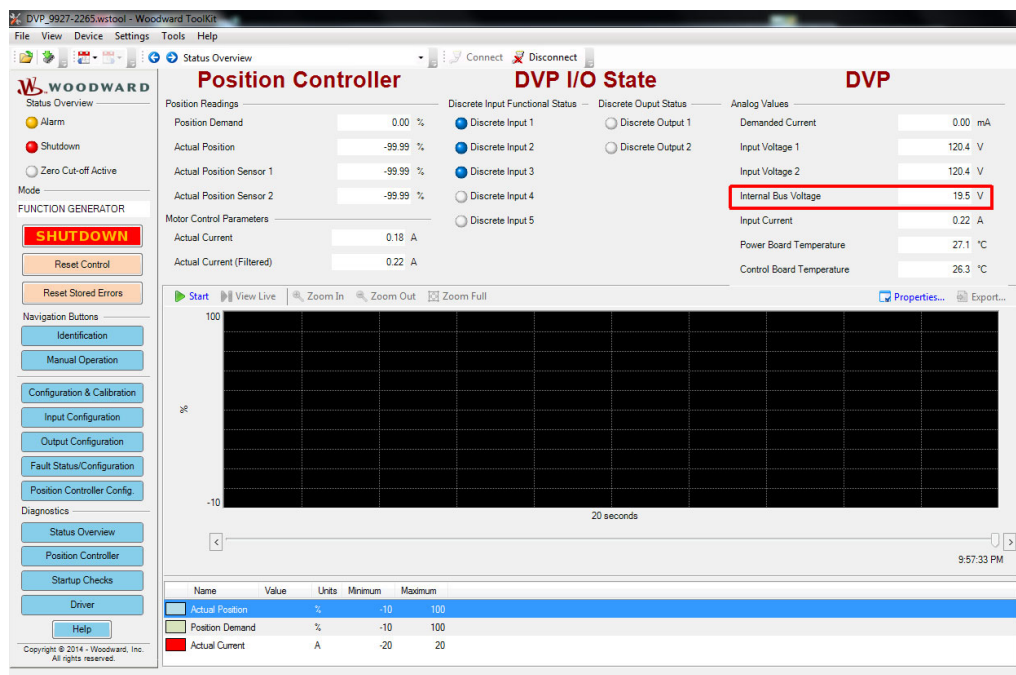 DVP_9927-2265.wstool - Woodward ToolKit
File View Device Settings Tools Help
Status Overview Connect Disconnect
WOODWARD
Status Overview
Alarm
Shutdown
Zero Cut-off Active
Mode
FUNCTION GENERATOR
SHUTDOWN
Reset Control
Reset Stored Errors
Navigation Buttons
Identification
Manual Operation
Configuration & Calibration
Input Configuration
Output Configuration
Fault Status/Configuration
Position Controller Config.
Diagnostics
Status Overview
Position Controller
Startup Checks
Driver
Help
Copyright © 2014 - Woodward, Inc.
All rights reserved.
Position Controller
Position Readings
Position Demand 0.00 %
Actual Position -99.99 %
Actual Position Sensor 1 -99.99 %
Actual Position Sensor 2 -99.99 %
Motor Control Parameters
Actual Current 0.18 A
Actual Current (Filtered) 0.22 A
DVP I/O State
Discrete Input Functional Status
Discrete Input 1
Discrete Input 2
Discrete Input 3
Discrete Input 4
Discrete Input 5
Discrete Ouput Status
Discrete Output 1
Discrete Output 2
DVP
Analog Values
Demanded Current 0.00 mA
Input Voltage 1 120.4 V
Input Voltage 2 120.4 V
Internal Bus Voltage 19.5 V
Input Current 0.22 A
Power Board Temperature 27.1 °C
Control Board Temperature 26.3 °C
Start View Live Zoom In Zoom Out Zoom Full Properties... Export...
100
%
-10
20 seconds
9:57:33 PM
Name Value Units Minimum Maximum
Actual Position % -10 100
Position Demand % -10 100
Actual Current A -20 20